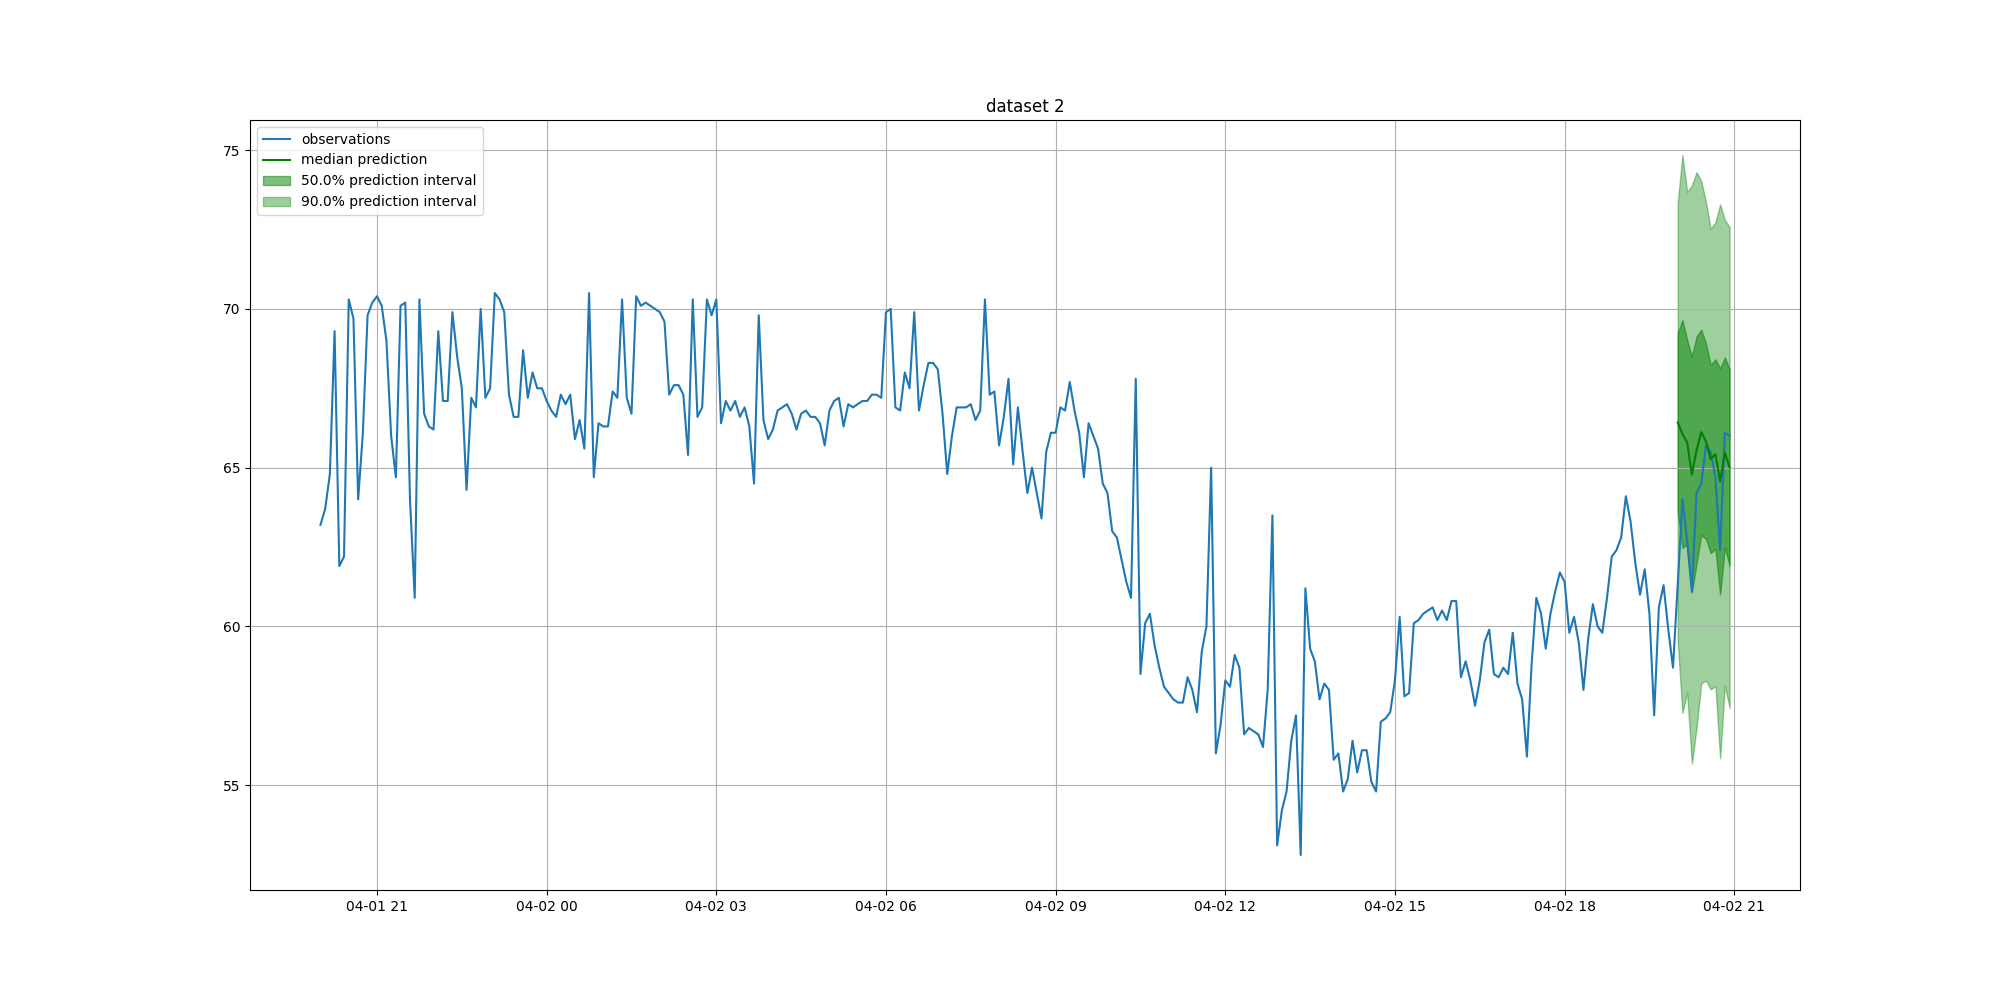 dataset 2
observations
median prediction
50.0% prediction interval
90.0% prediction interval
75
70
65
60
55
04-01 21
04-02 00
04-02 03
04-02 06
04-02 09
04-02 12
04-02 15
04-02 18
04-02 21